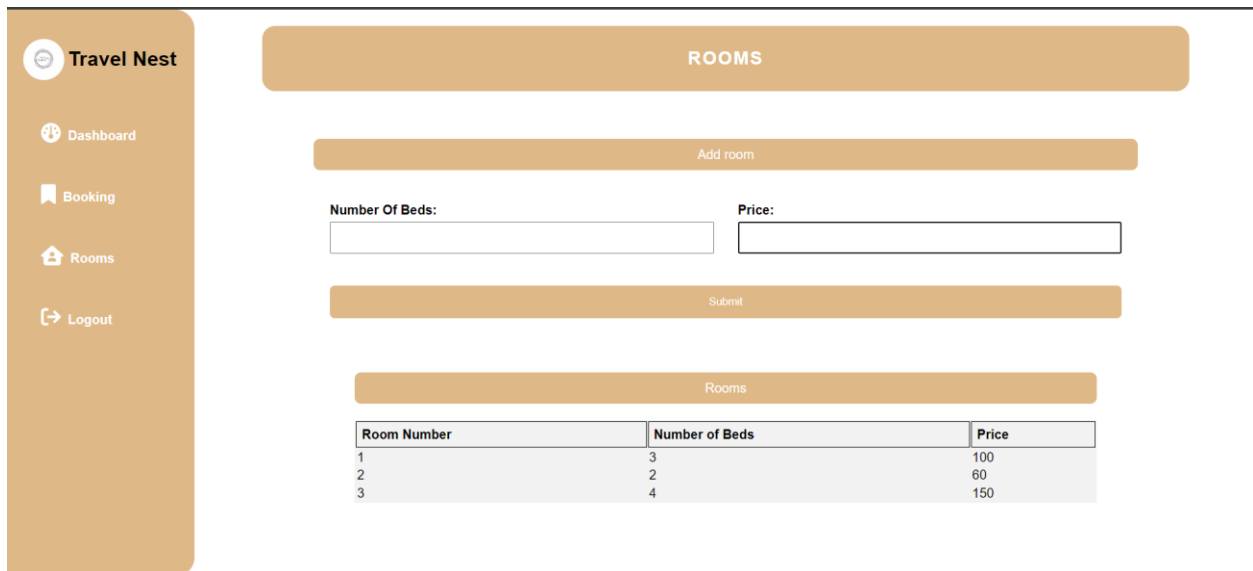 Travel Nest
ROOMS
Dashboard
Booking
Rooms
Logout
Add room
Number Of Beds: Price:
Submit
Rooms
Room Number Number of Beds Price
1 3 100
2 2 60
3 4 150